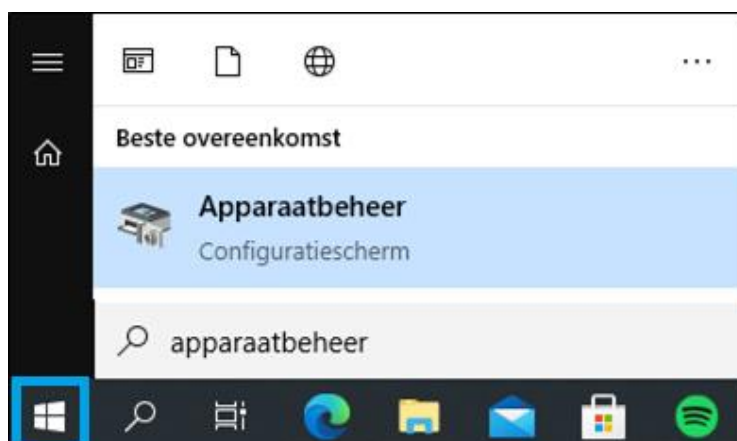 Beste overeenkomst
Apparaatbeheer
Configuratiescherm
apparaatbeheer